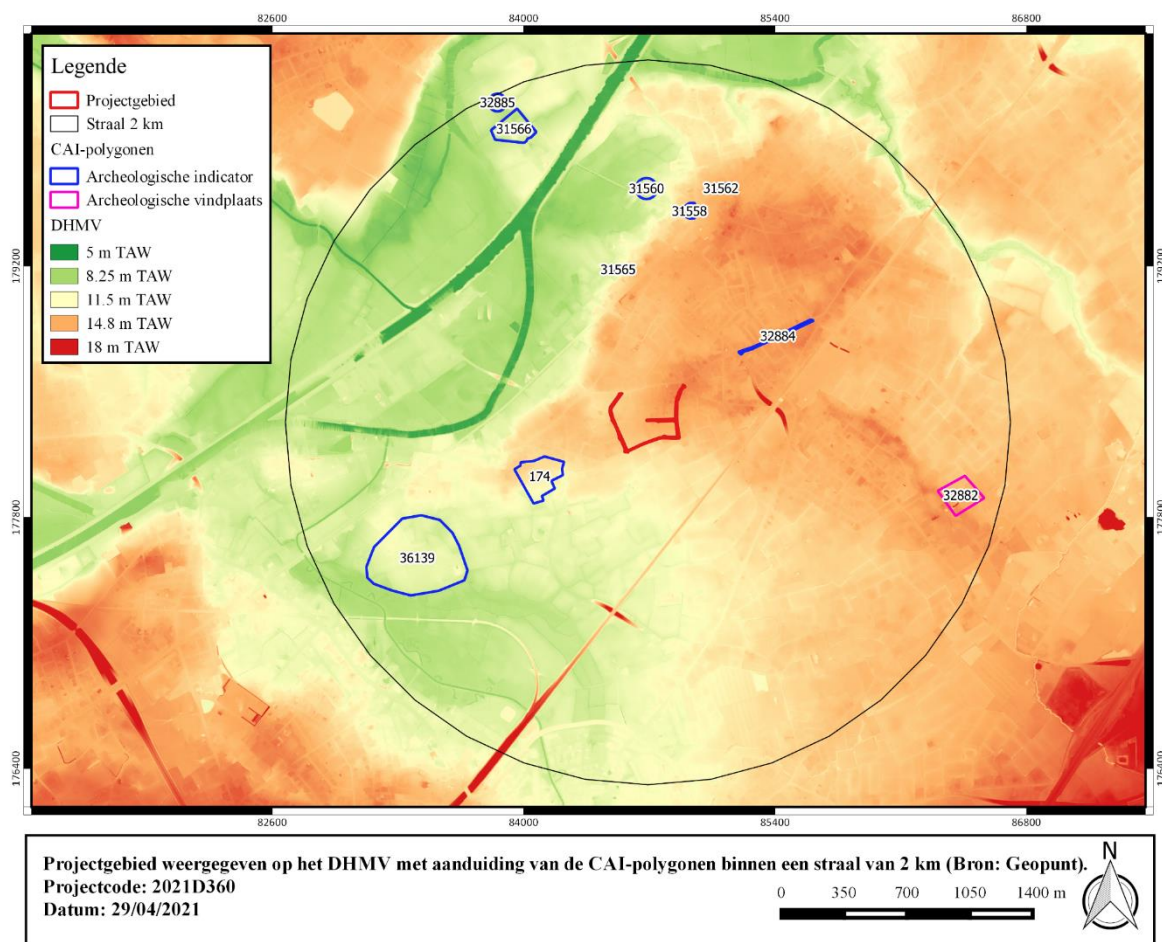 82600 84000 85400 86800
Legende
Projectgebied
Straal 2 km
CAI-polygonen
Archeologische indicator
Archeologische vindplaats
DHMV
5 m TAW
8.25 m TAW
11.5 m TAW
14.8 m TAW
18 m TAW
32885
31566
31560 31562
31558
179200 179200
31565
32884
174
32882
177800 177800
36139
176400 176400
82600 84000 85400 86800
Projectgebied weergegeven op het DHMV met aanduiding van de CAI-polygonen binnen een straal van 2 km (Bron: Geopunt).
Projectcode: 2021D360
Datum: 29/04/2021
0 350 700 1050 1400 m
N